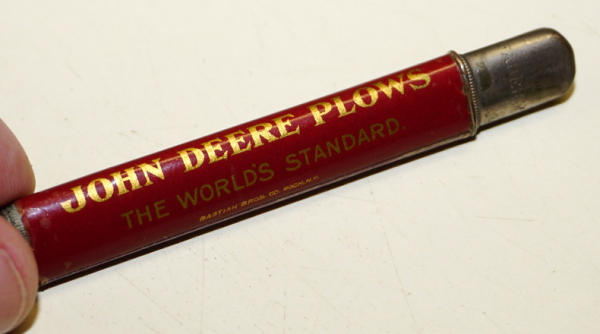 JOHN DEERE PLOWS
THE WORLD'S STANDARD.
BASTIAN BROS. CO. ROCH. N.Y.